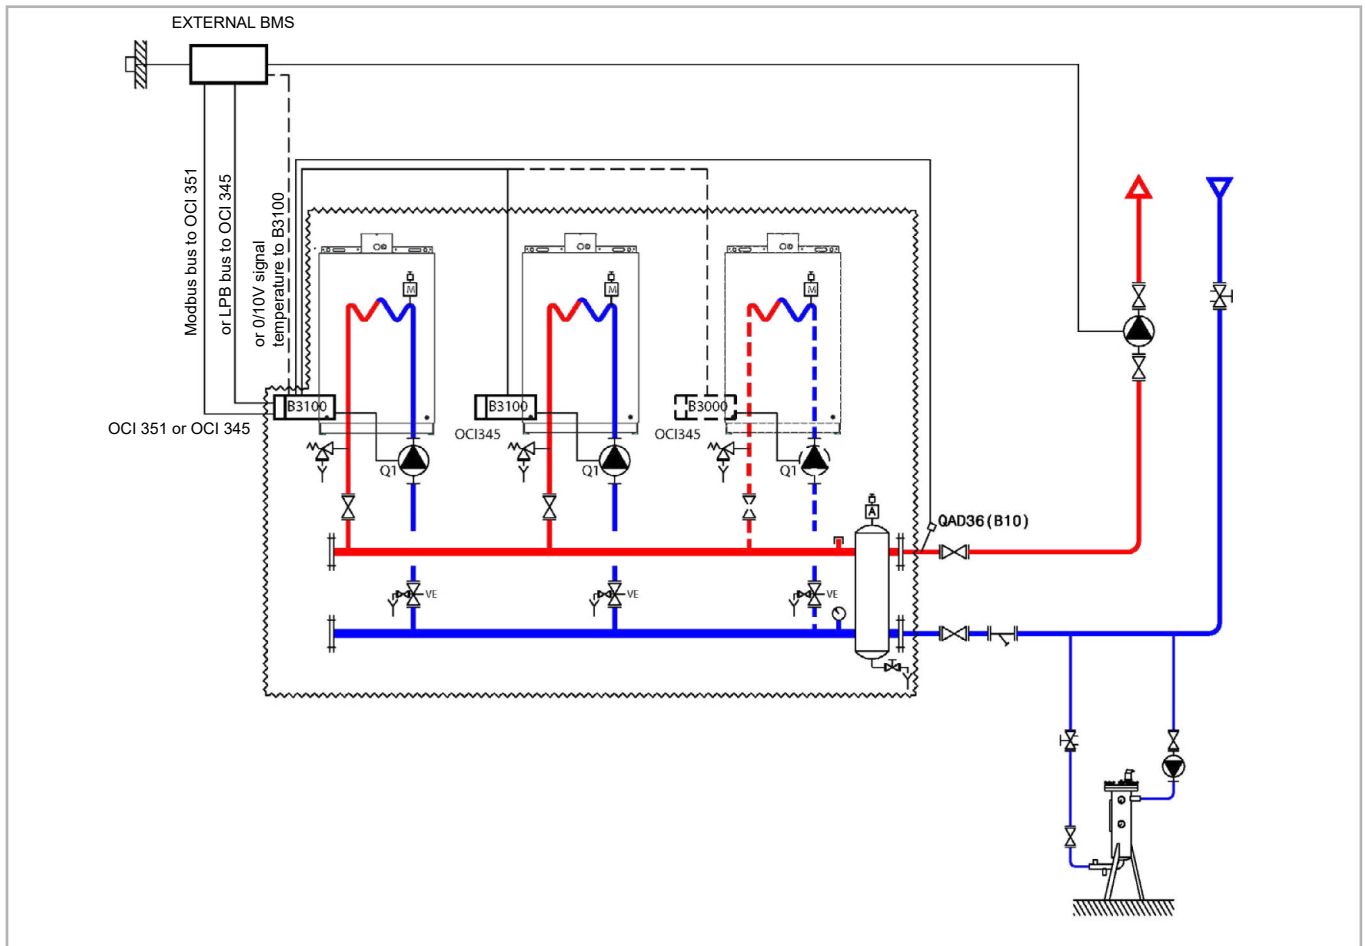 EXTERNAL BMS
Modbus bus to OCI 351
or LPB bus to OCI 345
or 0/10V signal
temperature to B3100
M
M
M
B3100
B3100
B3000
OCI 351 or OCI 345
OCI345
OCI345
Q1
Q1
Q1
A
QAD36(B10)
VE
VE
VE